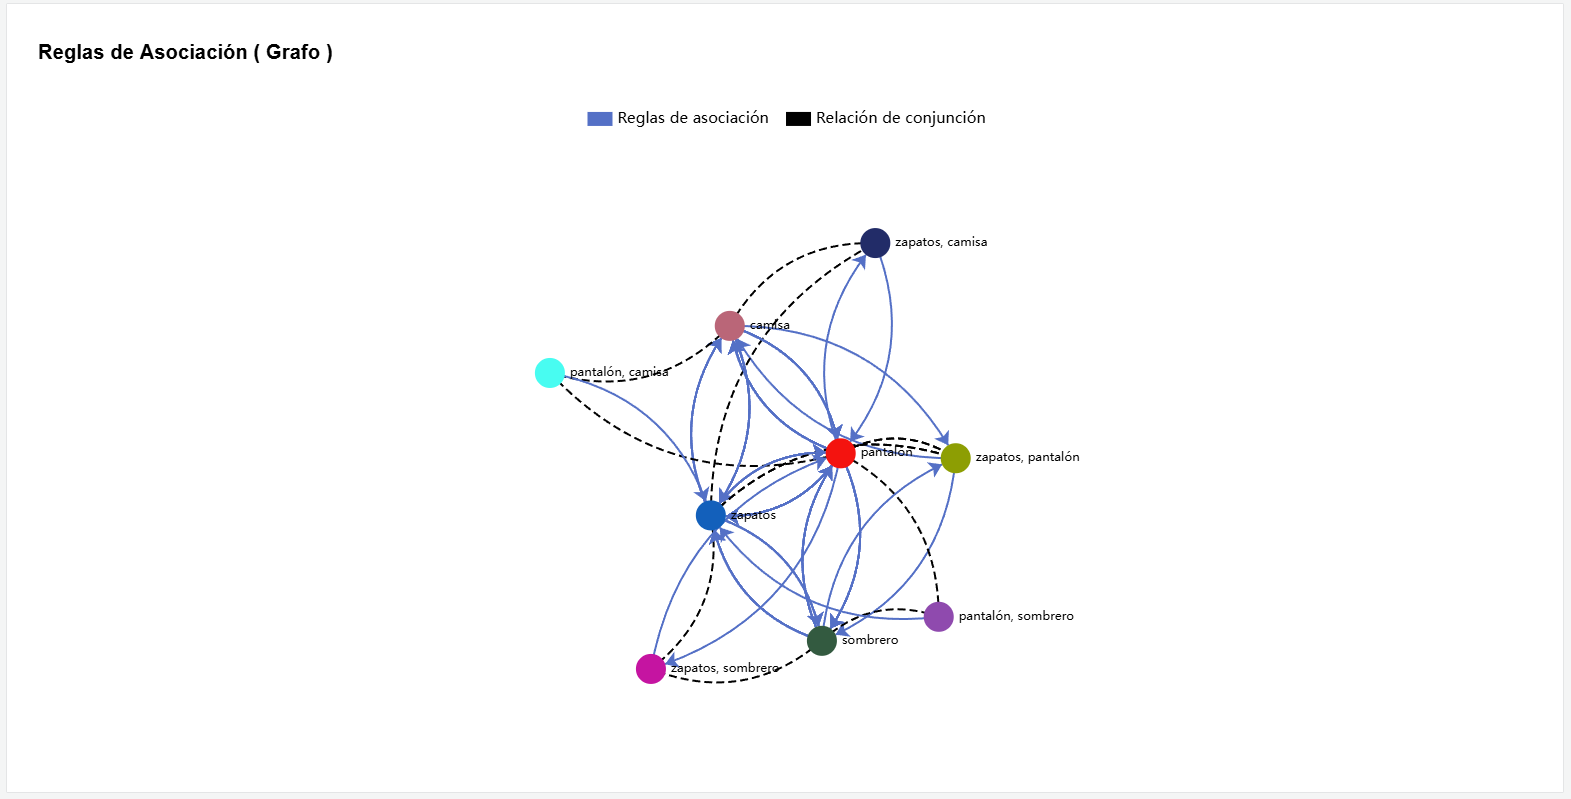 Reglas de Asociación ( Grafo )
Reglas de asociación
Relación de conjunción
zapatos, camisa
camisa
pantalón, camisa
pantalón
zapatos, pantalón
zapatos
pantalón, sombrero
sombrero
zapatos, sombrero